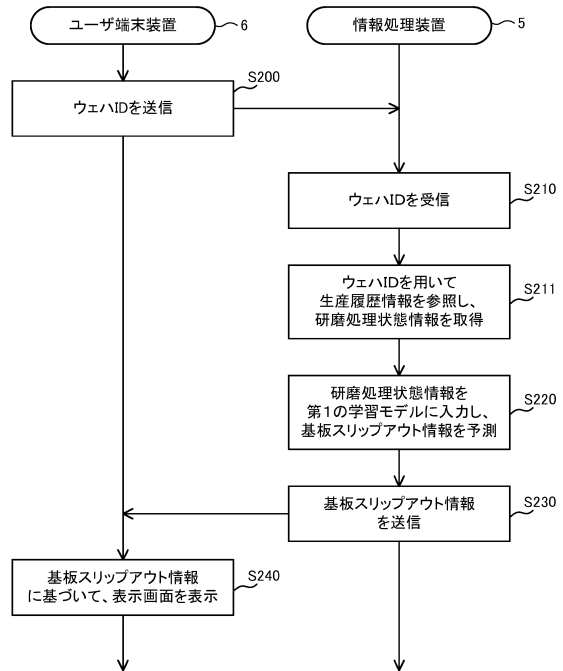 ユーザ端末装置
6
情報処理装置
5
S200
ウェハIDを送信
S210
ウェハIDを受信
S211
ウェハIDを用いて
生産履歴情報を参照し、
研磨処理状態情報を取得
S220
研磨処理状態情報を
第1の学習モデルに入力し、
基板スリップアウト情報を予測
S230
基板スリップアウト情報
を送信
S240
基板スリップアウト情報
に基づいて、表示画面を表示